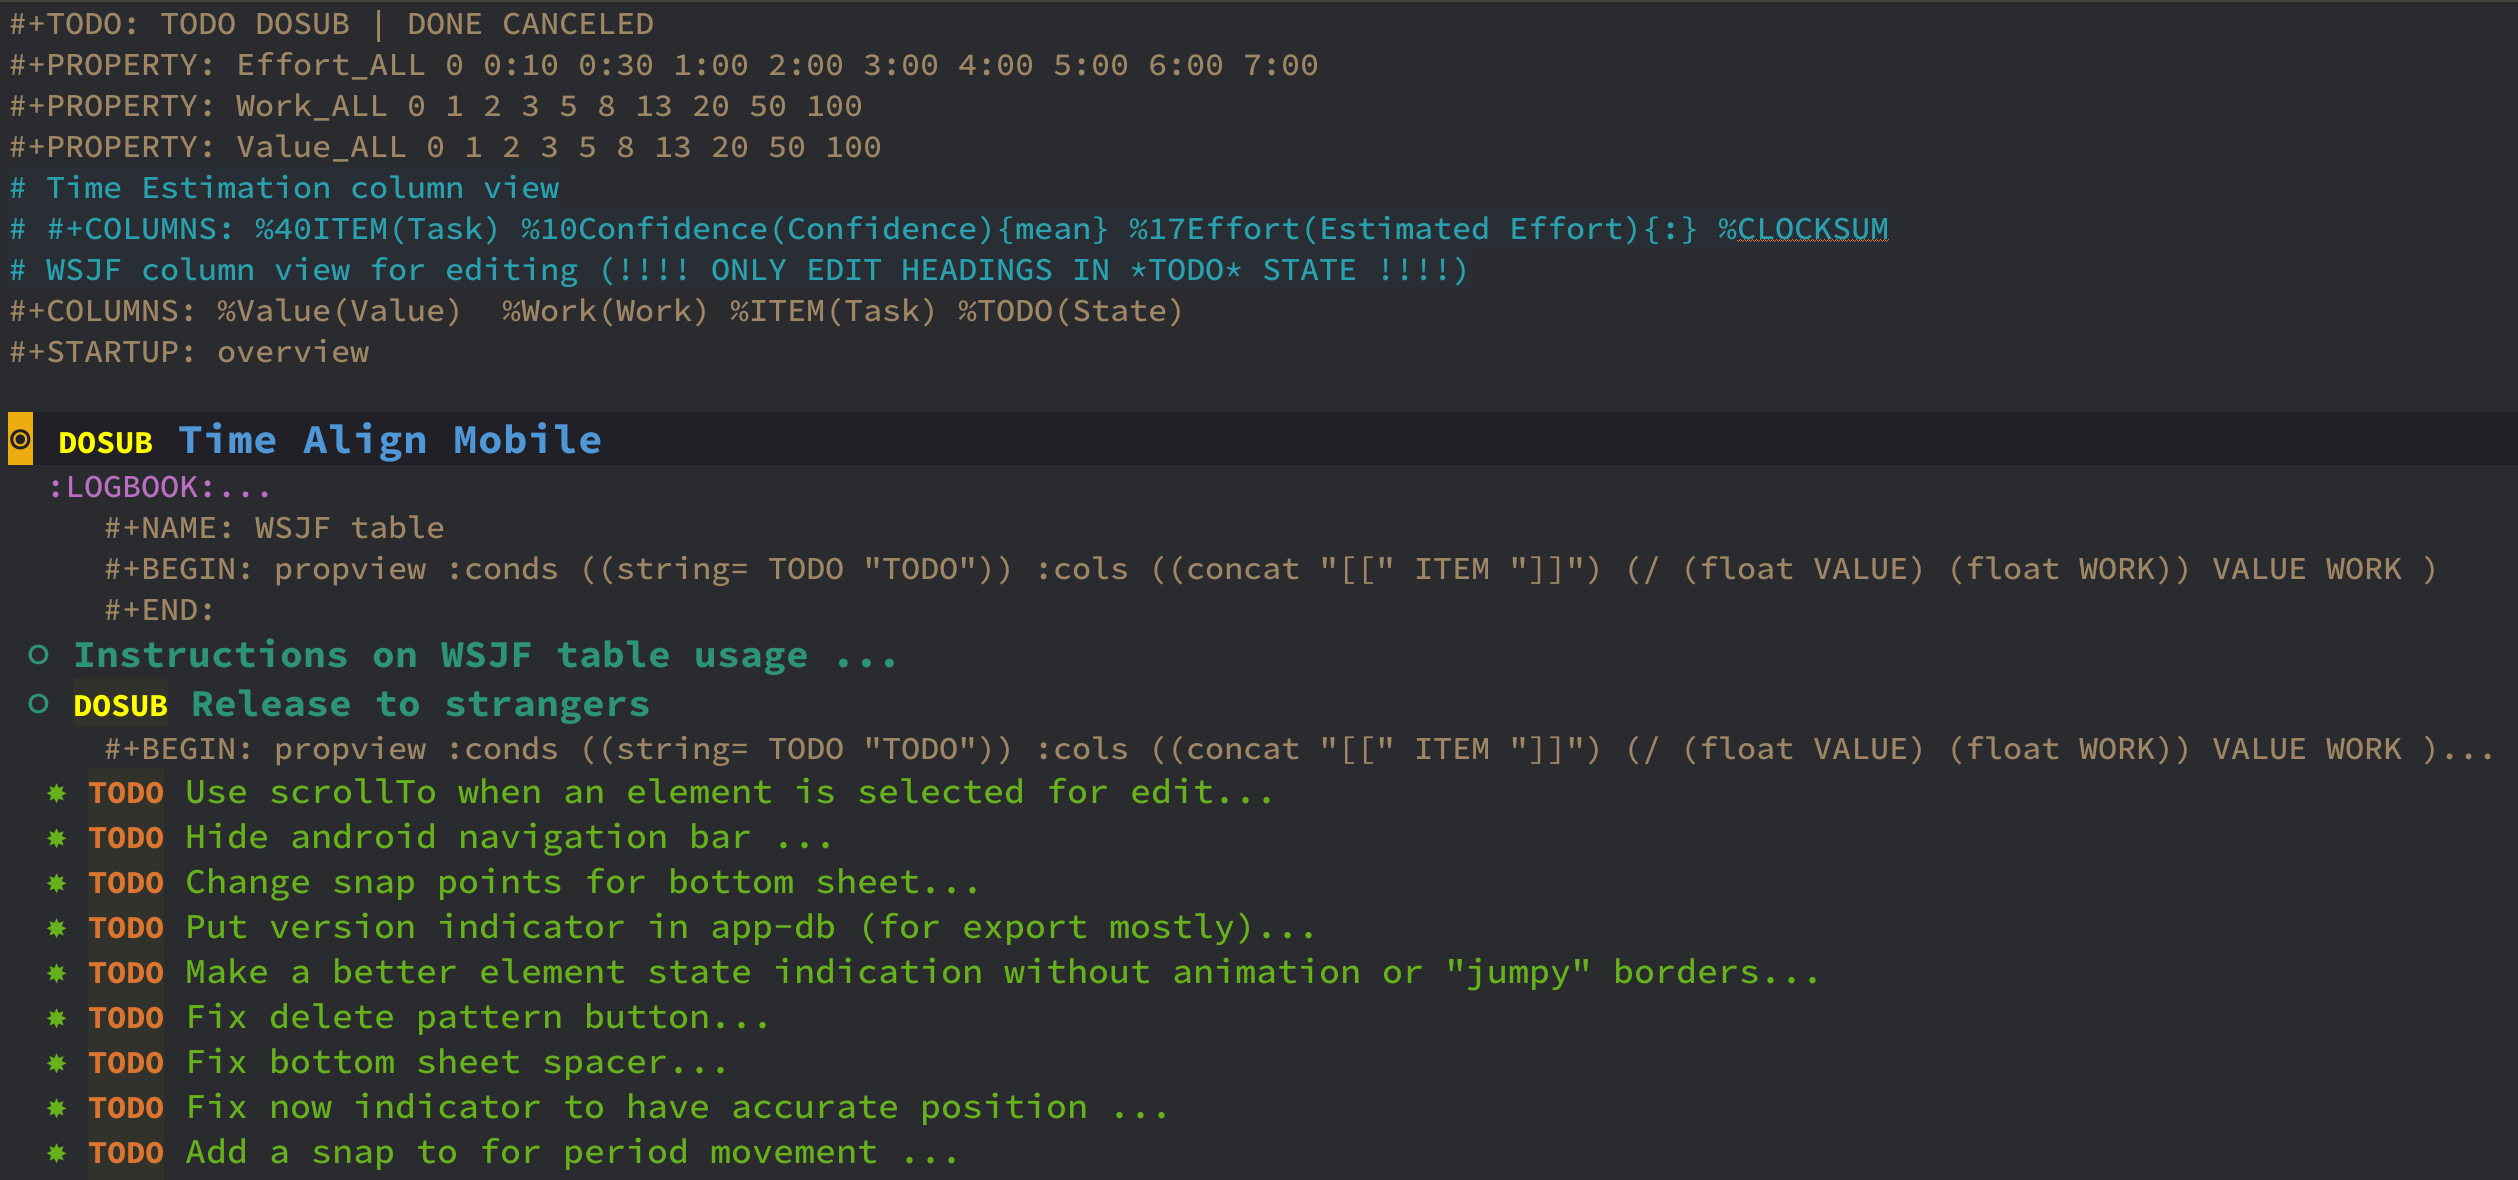 #+TODO: TODO DOSUB | DONE CANCELED
#+PROPERTY: Effort_ALL 0 0:10 0:30 1:00 2:00 3:00 4:00 5:00 6:00 7:00
#+PROPERTY: Work_ALL 0 1 2 3 5 8 13 20 50 100
#+PROPERTY: Value_ALL 0 1 2 3 5 8 13 20 50 100
# Time Estimation column view
# #+COLUMNS: %40ITEM(Task) %10Confidence(Confidence){mean} %17Effort(Estimated Effort){:} %CLOCKSUM
# WSJF column view for editing (!!!! ONLY EDIT HEADINGS IN *TODO* STATE !!!!)
#+COLUMNS: %Value(Value)  %Work(Work) %ITEM(Task) %TODO(State)
#+STARTUP: overview
◉ DOSUB Time Align Mobile
:LOGBOOK:...
#+NAME: WSJF table
#+BEGIN: propview :conds ((string= TODO "TODO")) :cols ((concat "[[" ITEM "]]") (/ (float VALUE) (float WORK)) VALUE WORK )
#+END:
○ Instructions on WSJF table usage ...
○ DOSUB Release to strangers
#+BEGIN: propview :conds ((string= TODO "TODO")) :cols ((concat "[[" ITEM "]]") (/ (float VALUE) (float WORK)) VALUE WORK )...
✸ TODO Use scrollTo when an element is selected for edit...
✸ TODO Hide android navigation bar ...
✸ TODO Change snap points for bottom sheet...
✸ TODO Put version indicator in app-db (for export mostly)...
✸ TODO Make a better element state indication without animation or "jumpy" borders...
✸ TODO Fix delete pattern button...
✸ TODO Fix bottom sheet spacer...
✸ TODO Fix now indicator to have accurate position ...
✸ TODO Add a snap to for period movement ...